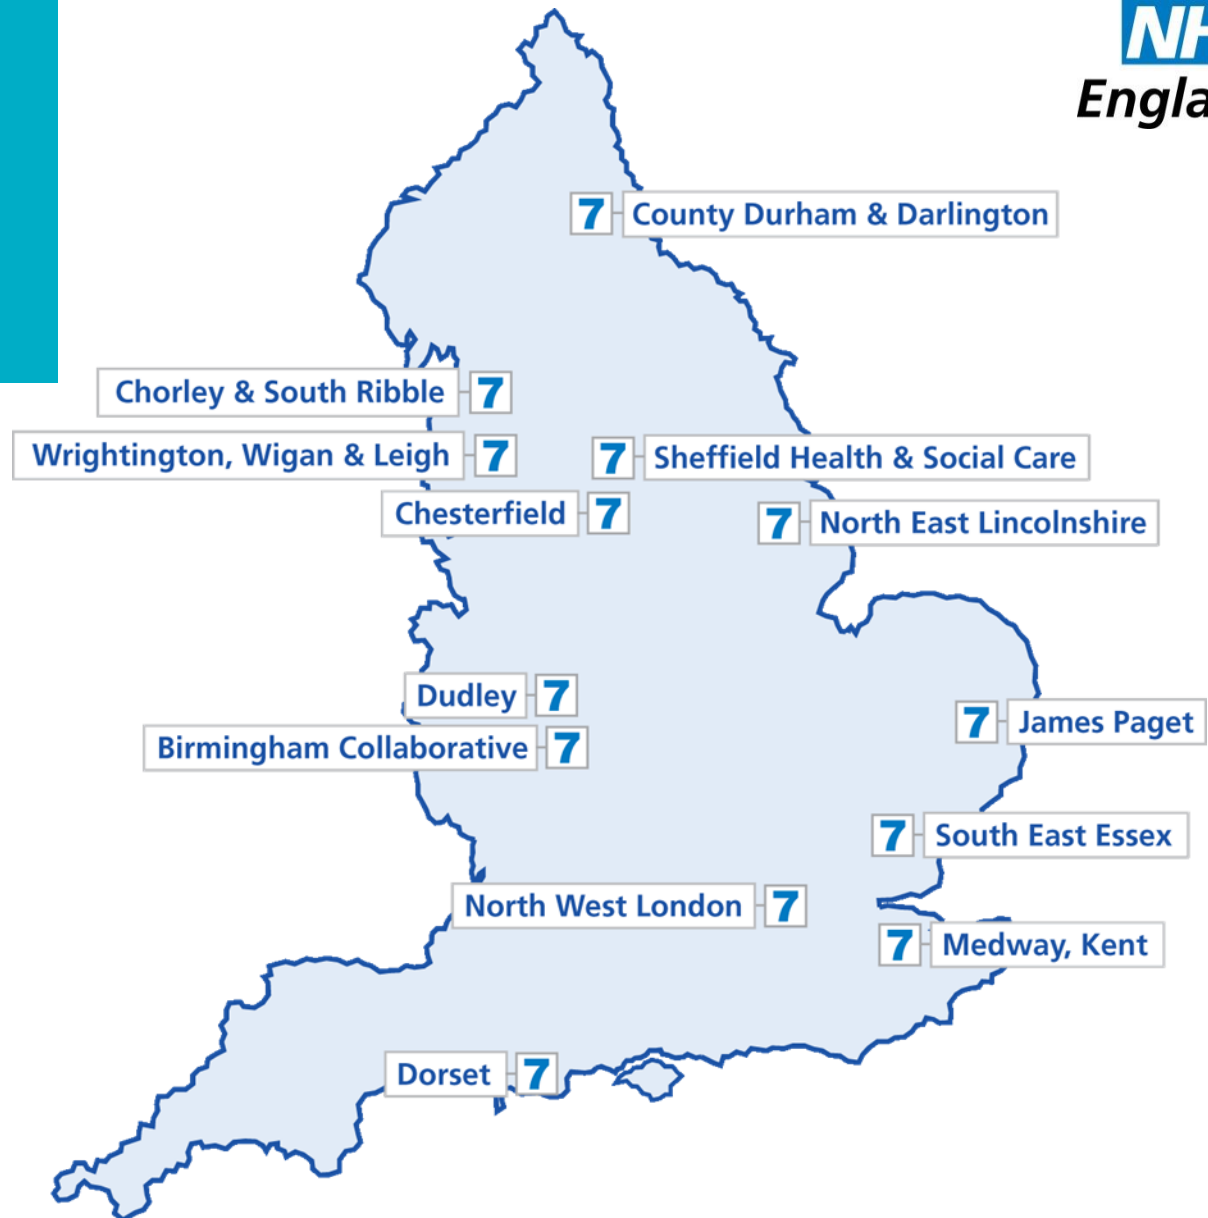 NH
Engla
7 County Durham & Darlington
Chorley & South Ribble 7
Wrightington, Wigan & Leigh 7
7 Sheffield Health & Social Care
Chesterfield 7
7 North East Lincolnshire
Dudley 7
7 James Paget
Birmingham Collaborative 7
7 South East Essex
North West London 7
7 Medway, Kent
Dorset 7